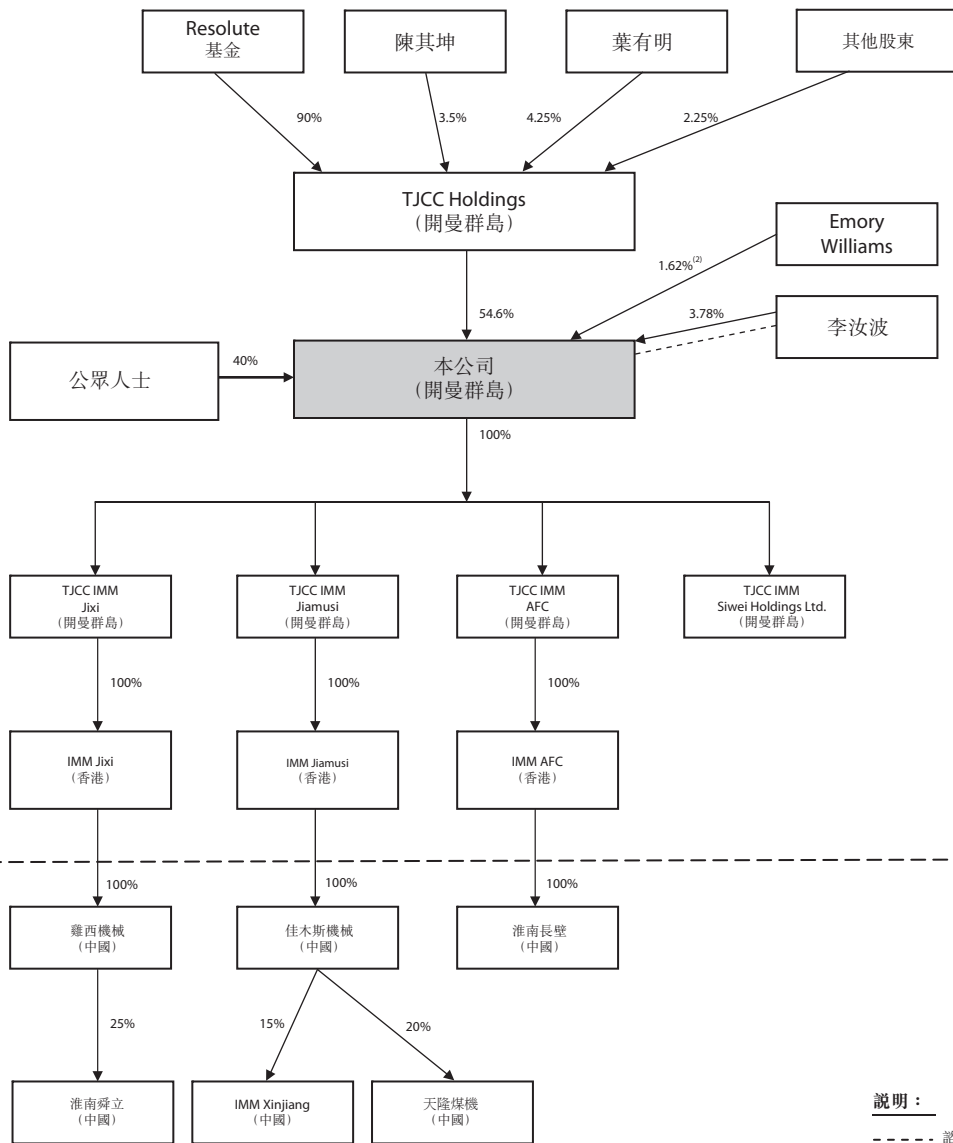 Resolute
基金
陳其坤
葉有明
其他股東
90%
3.5%
4.25%
2.25%
TJCC Holdings
(開曼群島)
Emory
Williams
1.62%(2)
54.6%
3.78%
李汝波
公眾人士
40%
本公司
(開曼群島)
100%
TJCC IMM
Jixi
(開曼群島)
TJCC IMM
Jiamusi
(開曼群島)
TJCC IMM
AFC
(開曼群島)
TJCC IMM
Siwei Holdings Ltd.
(開曼群島)
100%
100%
100%
IMM Jixi
(香港)
IMM Jiamusi
(香港)
IMM AFC
(香港)
100%
100%
100%
雞西機械
(中國)
佳木斯機械
(中國)
淮南長壁
(中國)
25%
15%
20%
淮南舜立
(中國)
IMM Xinjiang
(中國)
天隆煤機
(中國)
說明：